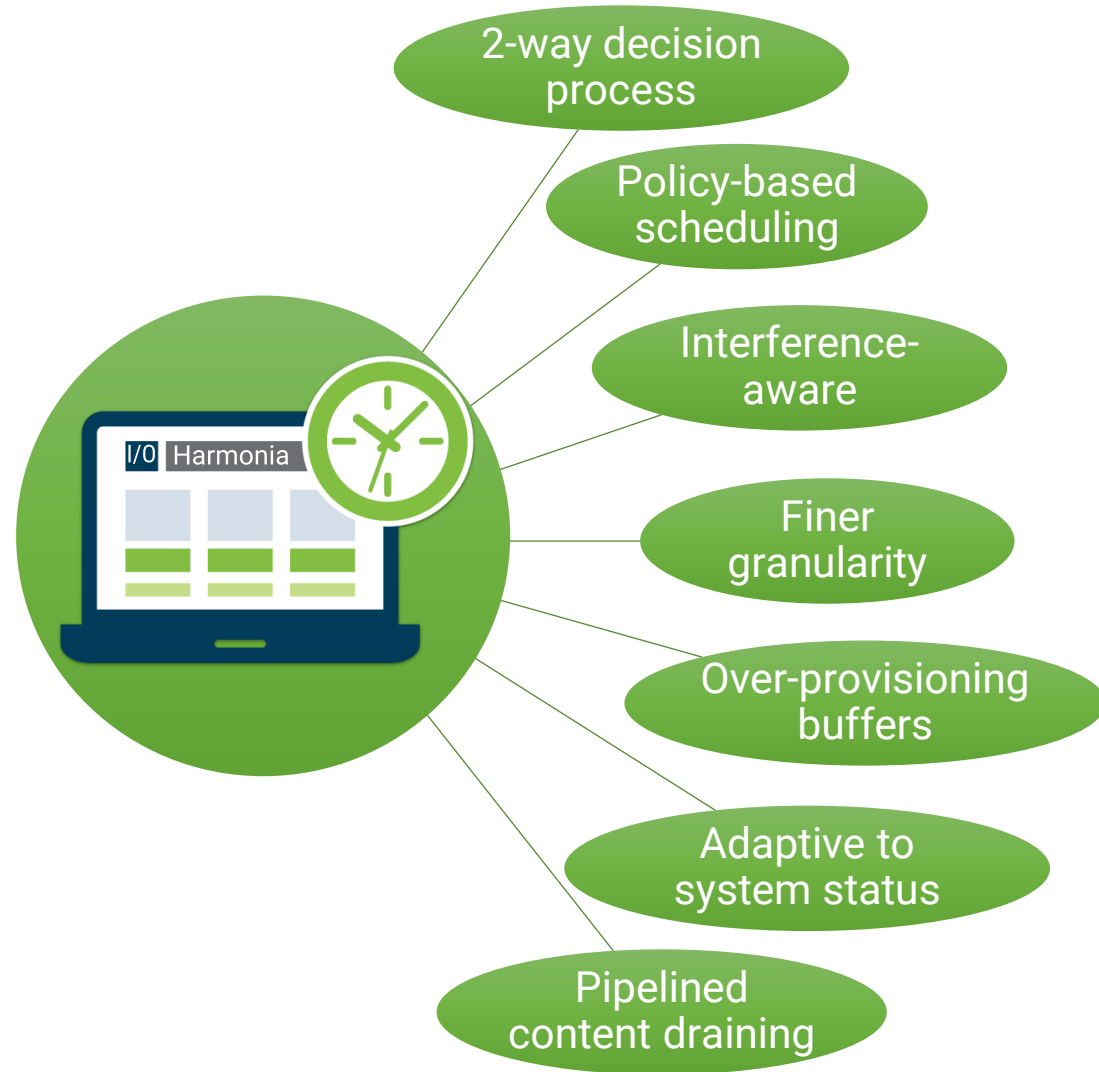 2-way decision
process
Policy-based
scheduling
Interference-
aware
I/O Harmonia
Finer
granularity
Over-provisioning
buffers
Adaptive to
system status
Pipelined
content draining